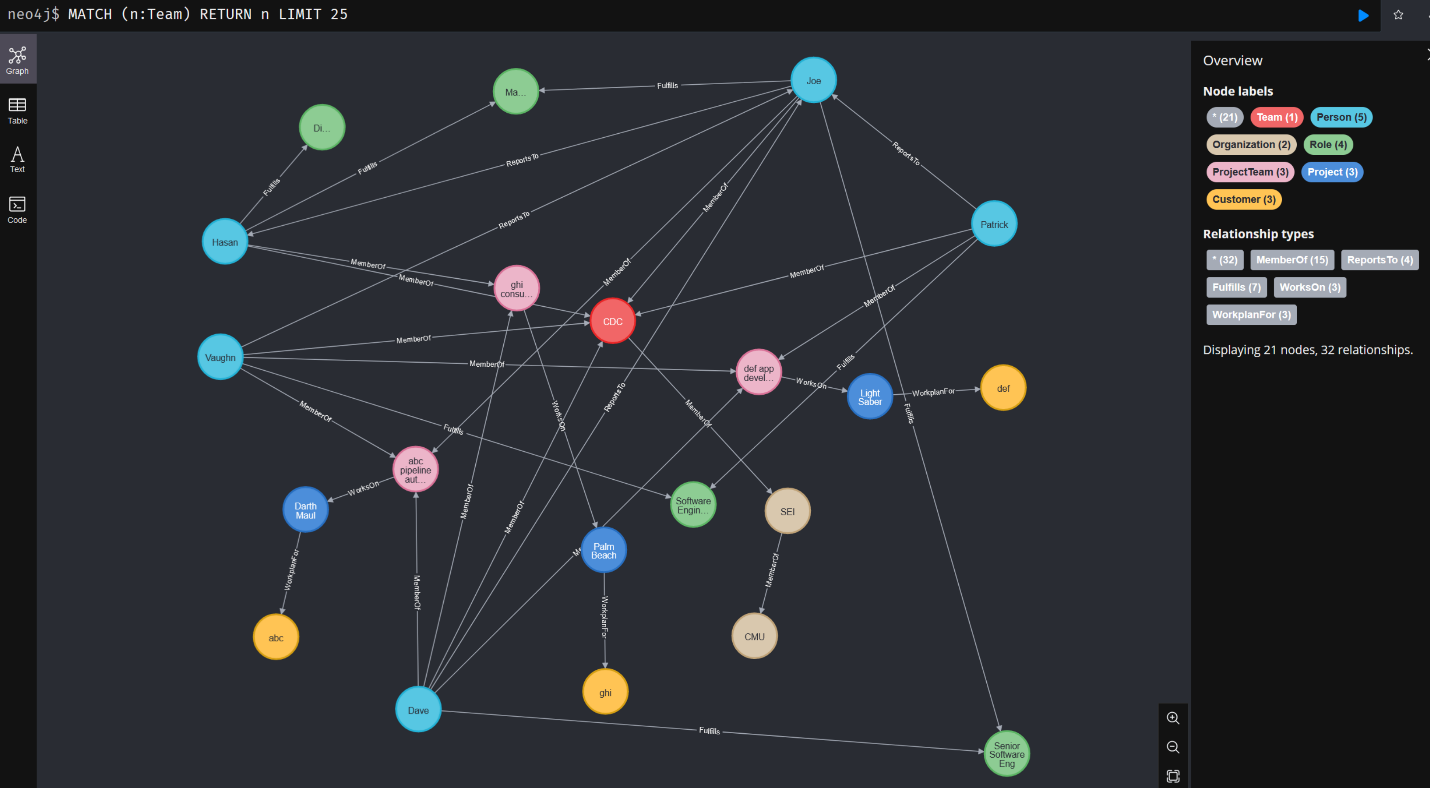 neo4j$ MATCH (n:Team) RETURN n LIMIT 25
Graph
Table
Text
Code
Overview
Node labels
* (21) Team (1) Person (5)
Organization (2) Role (4)
ProjectTeam (3) Project (3)
Customer (3)
Relationship types
* (32) MemberOf (15) ReportsTo (4)
Fulfills (7) WorksOn (3)
WorkplanFor (3)
Displaying 21 nodes, 32 relationships.
Joe
Fulfills
Ma...
Di...
ReportsTo
ReportsTo
Fulfills
Fulfills
MemberOf
ReportsTo
Patrick
Hasan
MemberOf
MemberOf
MemberOf
MemberOf
ghi
consu...
MemberOf
CDC
MemberOf
Vaughn
MemberOf
Fulfills
def app
devel...
WorksOn
Light
Saber
WorkplanFor
def
ReportsTo
MemberOf
WorksOn
MemberOf
Fulfills
Fulfills
abc
pipeline
aut...
WorksOn
Darth
Maul
MemberOf
MemberOf
Software
Engin...
SEI
Me
Palm
Beach
WorkplanFor
MemberOf
MemberOf
WorkplanFor
abc
CMU
ghi
Dave
Fulfills
Senior
Software
Eng